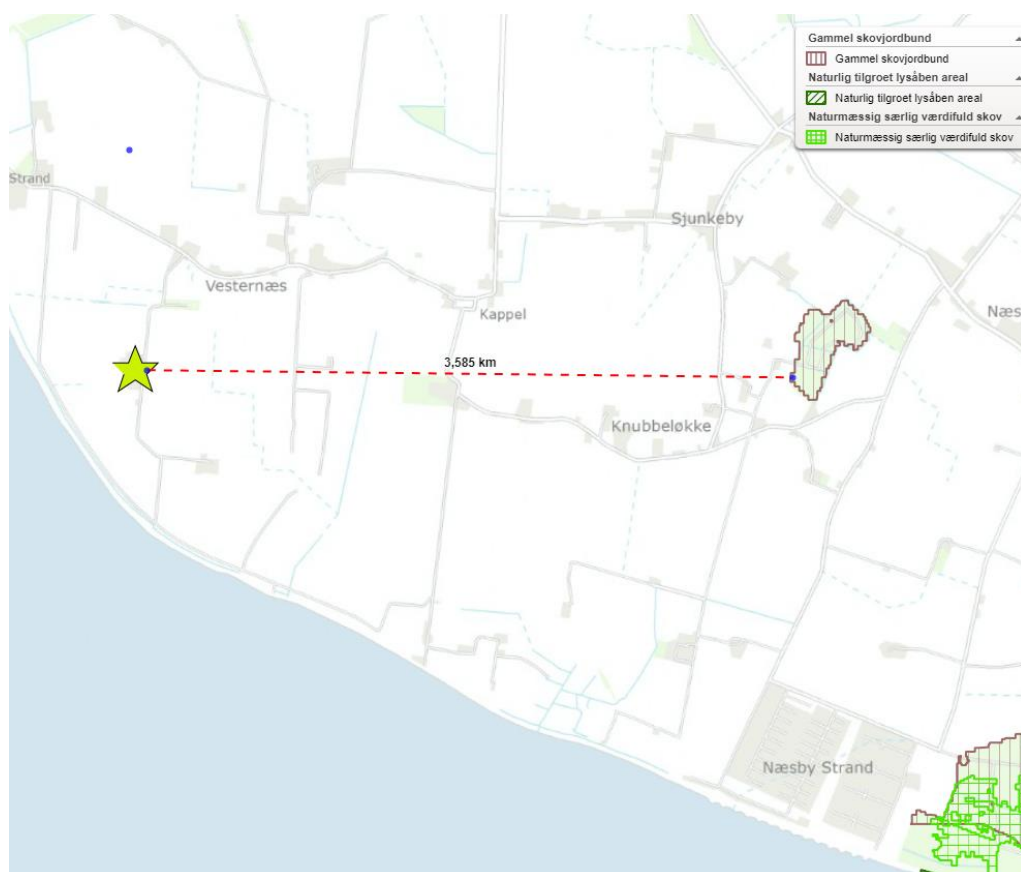 Gammel skovjordbund
Gammel skovjordbund
Naturlig tilgroet lysåben areal
Naturlig tilgroet lysåben areal
Naturmæssig særlig værdifuld skov
Naturmæssig særlig værdifuld skov
Strand
Sjunkeby
Vesternæs
Kappel
Næs
3,585 km
Knubbeløkke
Næsby Strand